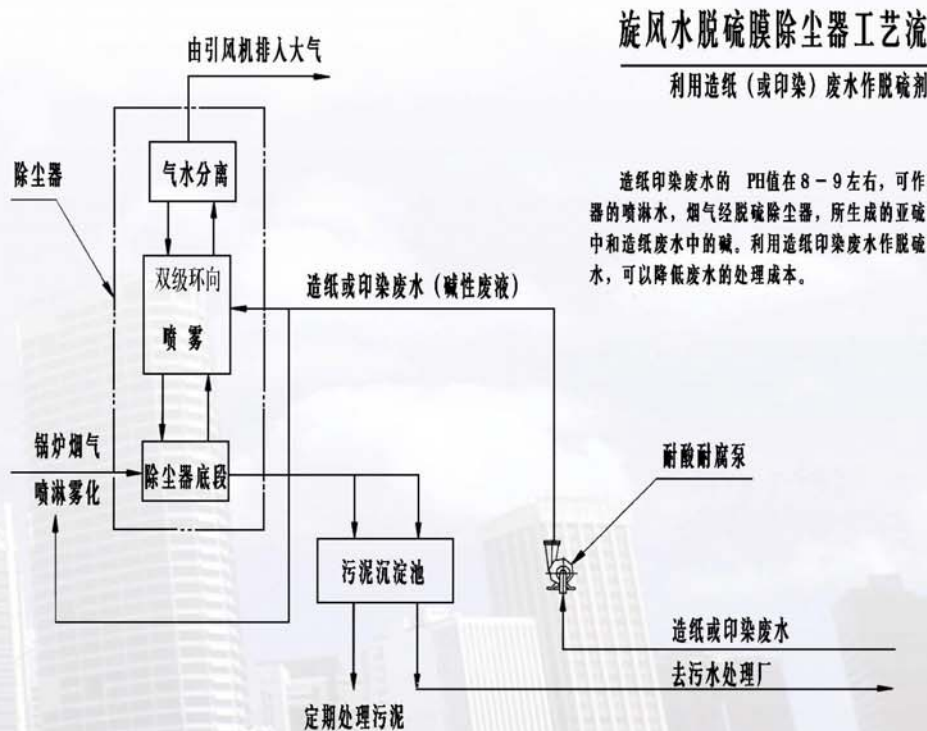 旋风水脱硫膜除尘器工艺流
利用造纸（或印染）废水作脱硫剂
由引风机排入大气
除尘器
气水分离
造纸印染废水的 PH值在8－9左右，可作
器的喷淋水，烟气经脱硫除尘器，所生成的亚硫
中和造纸废水中的碱。利用造纸印染废水作脱硫
水，可以降低废水的处理成本。
双级环向
喷雾
造纸或印染废水（碱性废液）
锅炉烟气
喷淋雾化
除尘器底段
耐酸耐腐泵
污泥沉淀池
造纸或印染废水
去污水处理厂
定期处理污泥